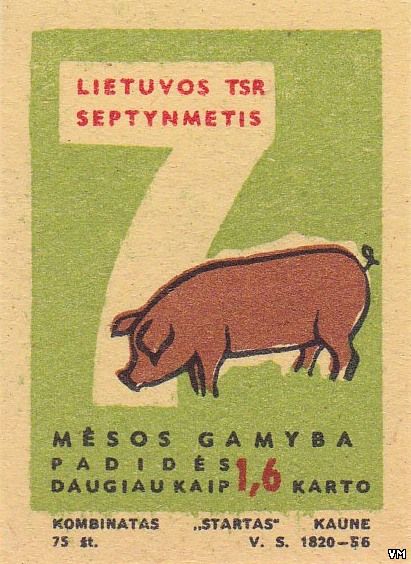 LIETUVOS TSR
SEPTYNMETIS
7
MĖSOS GAMYBA
PADIDĖS
DAUGIAU KAIP 1,6 KARTO
KOMBINATAS „STARTAS" KAUNE
75 št. V. S. 1820–56
VM